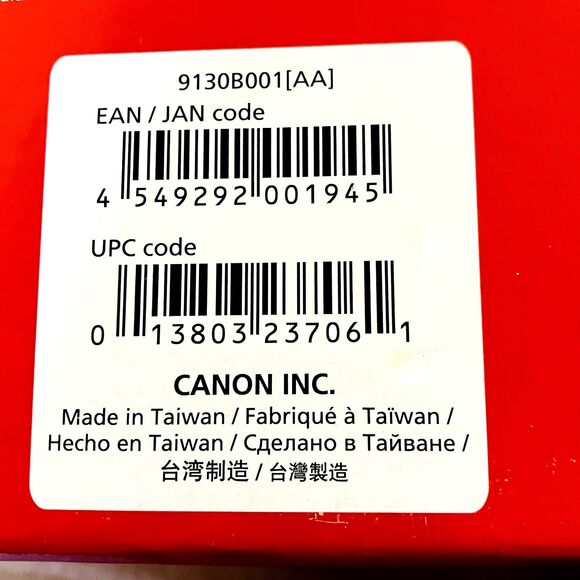 9130B001[AA]
EAN / JAN code
4 549292 001945
UPC code
0 13803 23706 1
CANON INC.
Made in Taiwan / Fabriqué à Taïwan /
Hecho en Taiwan / Сделано в Тайване /
台湾制造 / 台灣製造